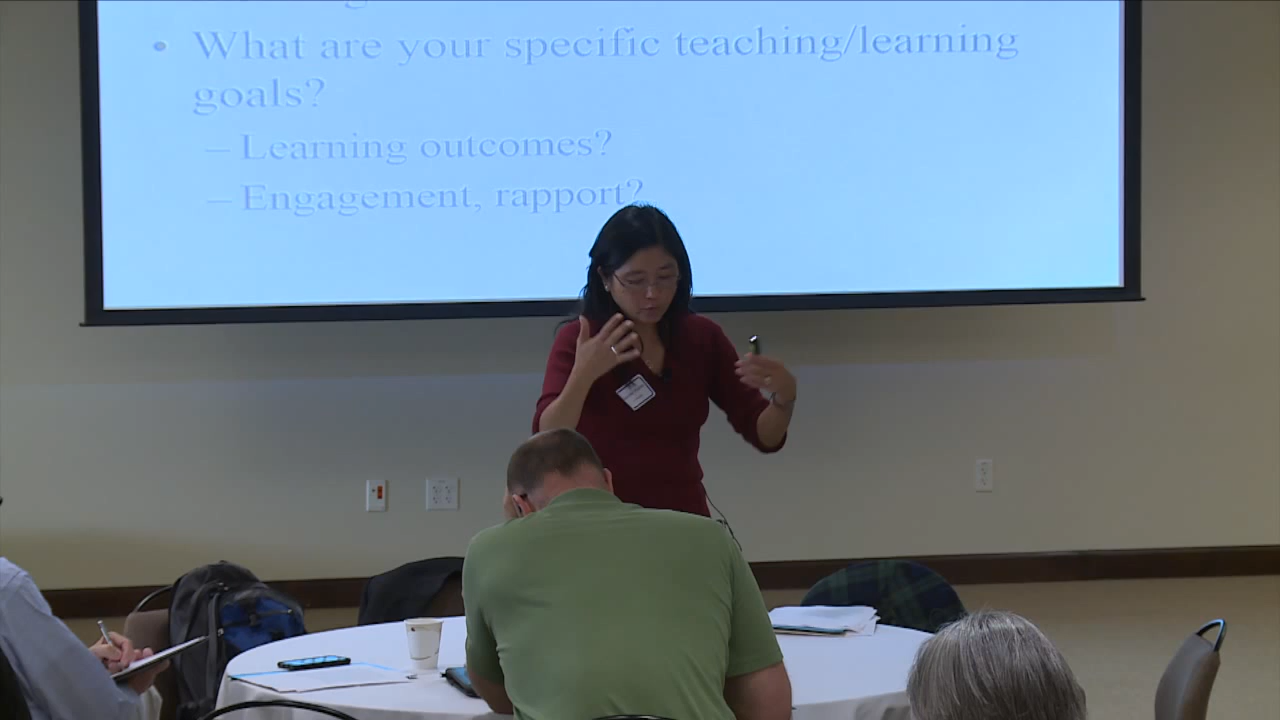 • What are your specific teaching/learning
goals?
– Learning outcomes?
– Engagement, rapport?